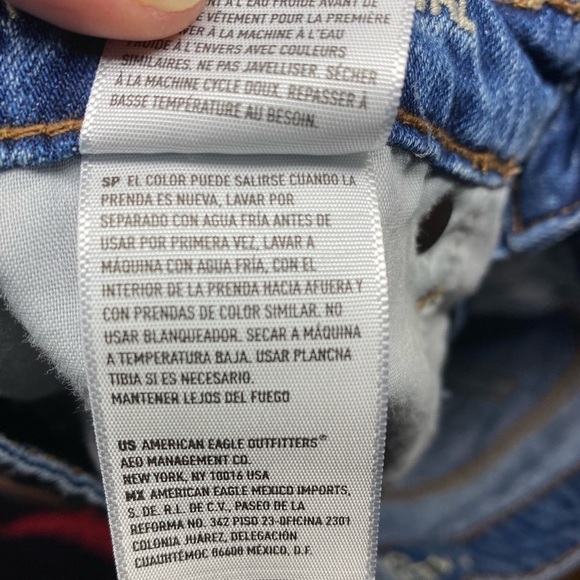 À L'EAU FROIDE AVANT DE
VÊTEMENT POUR LA PREMIÈRE
À LA MACHINE À L'EAU
FROIDE À L'ENVERS AVEC COULEURS
SIMILAIRES. NE PAS JAVELLISER. SÉCHER
À LA MACHINE CYCLE DOUX. REPASSER À
BASSE TEMPÉRATURE AU BESOIN.
SP EL COLOR PUEDE SALIRSE CUANDO LA
PRENDA ES NUEVA, LAVAR POR
SEPARADO CON AGUA FRÍA ANTES DE
USAR POR PRIMERA VEZ, LAVAR A
MÁQUINA CON AGUA FRÍA, CON EL
INTERIOR DE LA PRENDA HACIA AFUERA Y
CON PRENDAS DE COLOR SIMILAR. NO
USAR BLANQUEADOR. SECAR A MÁQUINA
A TEMPERATURA BAJA. USAR PLANCHA
TIBIA SI ES NECESARIO.
MANTENER LEJOS DEL FUEGO
US AMERICAN EAGLE OUTFITTERS®
AEO MANAGEMENT CO.
NEW YORK, NY 10016 USA
MX AMERICAN EAGLE MEXICO IMPORTS,
S. DE R.L. DE C.V., PASEO DE LA
REFORMA NO. 342 PISO 23-OFICINA 2301
COLONIA JUÁREZ, DELEGACIÓN
CUAUHTÉMOC 06600 MÉXICO, D.F.